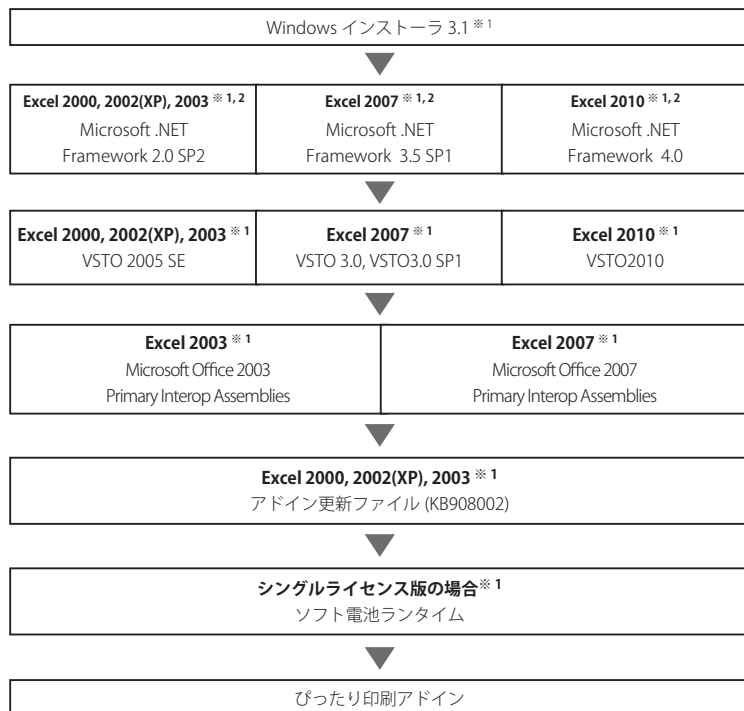 Windows インストーラ 3.1 ※ 1
Excel 2000, 2002(XP), 2003 ※ 1, 2
Microsoft .NET
Framework 2.0 SP2
Excel 2007 ※ 1, 2
Microsoft .NET
Framework 3.5 SP1
Excel 2010 ※ 1, 2
Microsoft .NET
Framework 4.0
Excel 2000, 2002(XP), 2003 ※ 1
VSTO 2005 SE
Excel 2007 ※ 1
VSTO 3.0, VSTO3.0 SP1
Excel 2010 ※ 1
VSTO2010
Excel 2003 ※ 1
Microsoft Office 2003
Primary Interop Assemblies
Excel 2007 ※ 1
Microsoft Office 2007
Primary Interop Assemblies
Excel 2000, 2002(XP), 2003 ※ 1
アドイン更新ファイル (KB908002)
シングルライセンス版の場合※ 1
ソフト電池ランタイム
ぴったり印刷アドイン